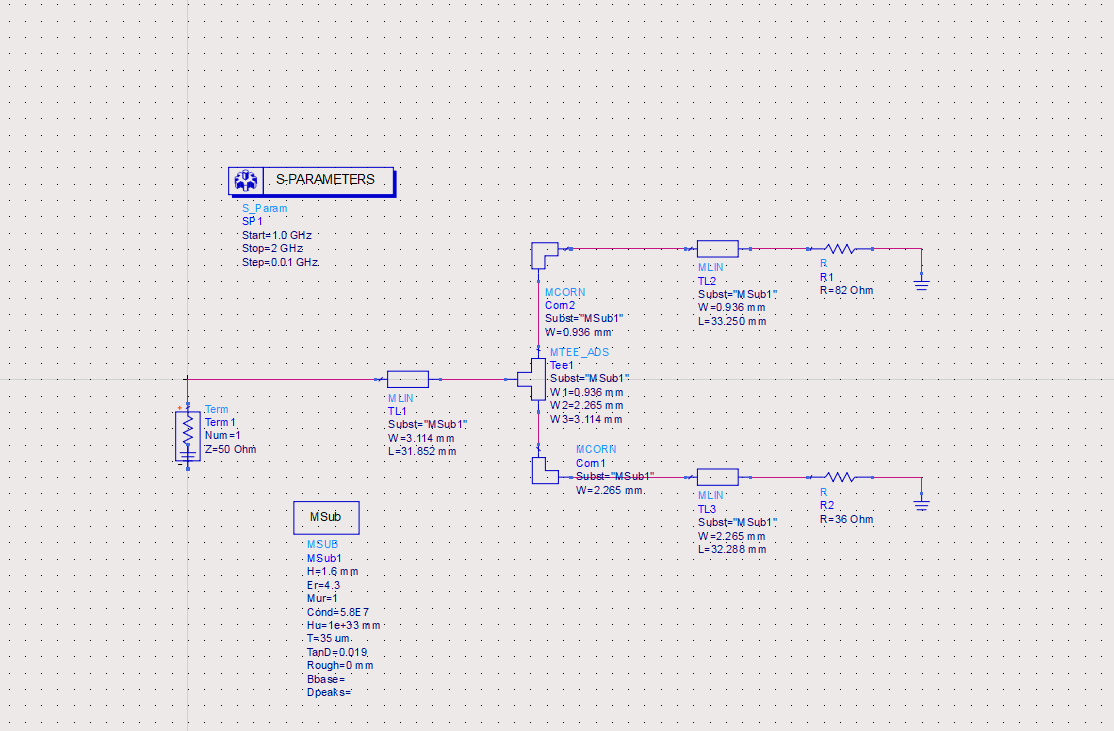 S-PARAMETERS
S_Param
SP1
Start=1.0 GHz
Stop=2 GHz
Step=0.01 GHz
MCORN
Corn2
Subst="MSub1"
W=0.936 mm
MLIN
TL2
Subst="MSub1"
W=0.936 mm
L=33.250 mm
R
R1
R=82 Ohm
MTEE_ADS
Tee1
Subst="MSub1"
W1=0.936 mm
W2=2.265 mm
W3=3.114 mm
MLIN
TL1
Subst="MSub1"
W=3.114 mm
L=31.852 mm
+
Term
Term1
Num=1
Z=50 Ohm
-
MCORN
Corn1
Subst="MSub1"
W=2.265 mm
MLIN
TL3
Subst="MSub1"
W=2.265 mm
L=32.288 mm
R
R2
R=36 Ohm
MSub
MSUB
MSub1
H=1.6 mm
Er=4.3
Mur=1
Cond=5.8E7
Hu=1e+33 mm
T=35 um
TanD=0.019
Rough=0 mm
Bbase=
Dpeaks=